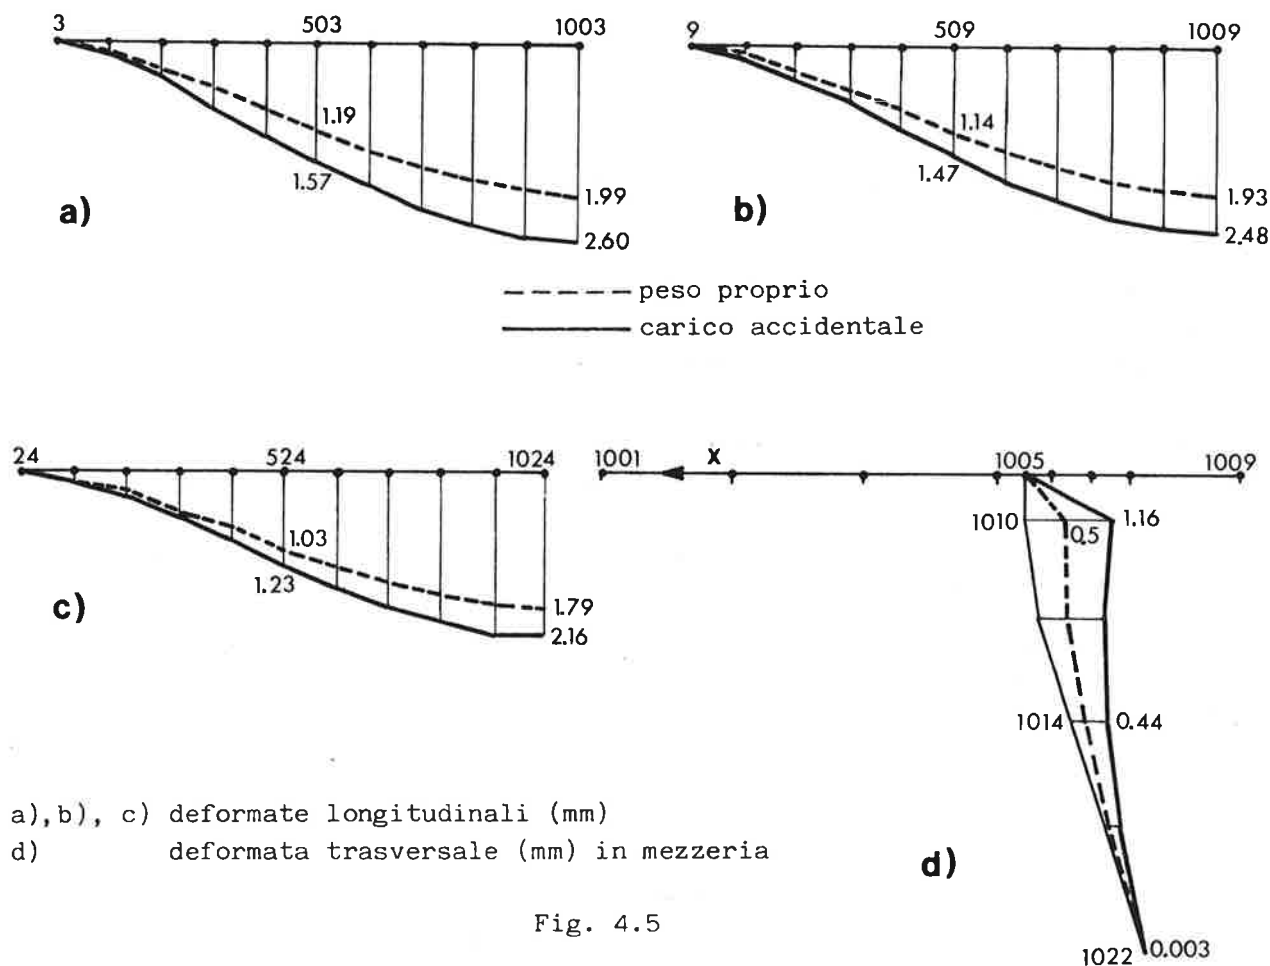 3 503 1003
1.19
1.57
1.99
2.60
a)
9 509 1009
1.14
1.47
1.93
2.48
b)
peso proprio
carico accidentale
24 524 1024
1.03
1.23
1.79
2.16
c)
1001 X 1005 1009
1010 0.5 1.16
1014 0.44
1022 0.003
d)
a),b), c) deformate longitudinali (mm)
d) deformata trasversale (mm) in mezzeria
Fig. 4.5